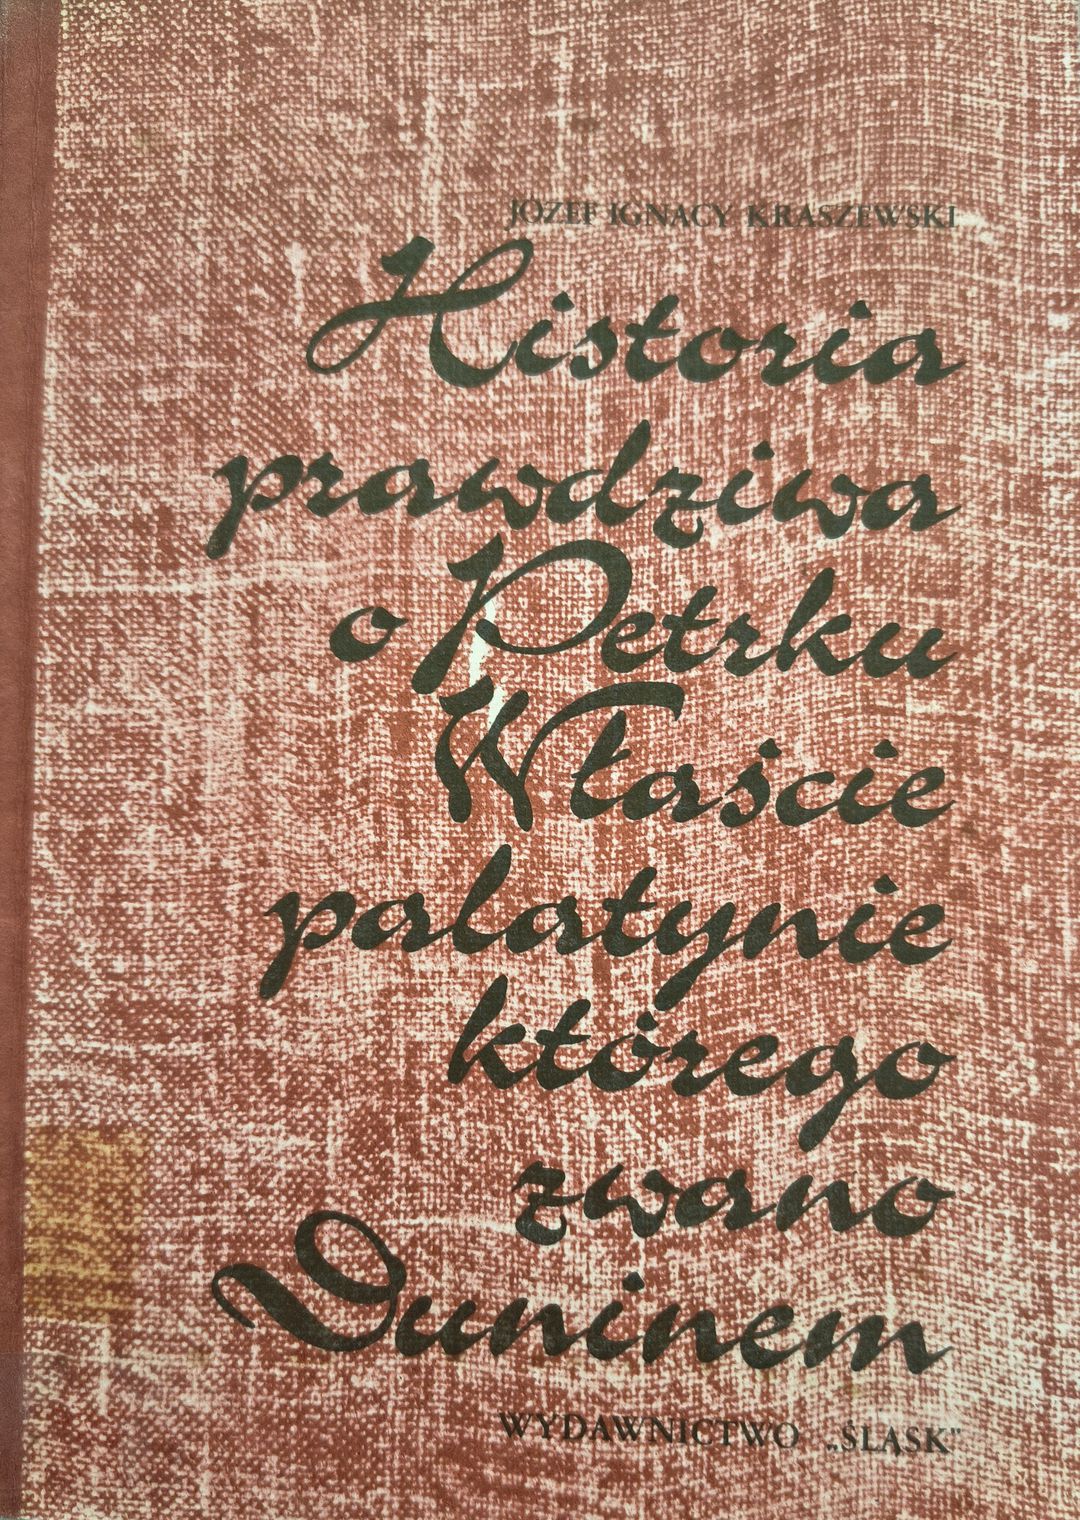 JÓZEF IGNACY KRASZEWSKI
Historia
prawdziwa
o Petrku
Właście
palatynie
którego
zwano
Duninem
WYDAWNICTWO „ŚLĄSK”